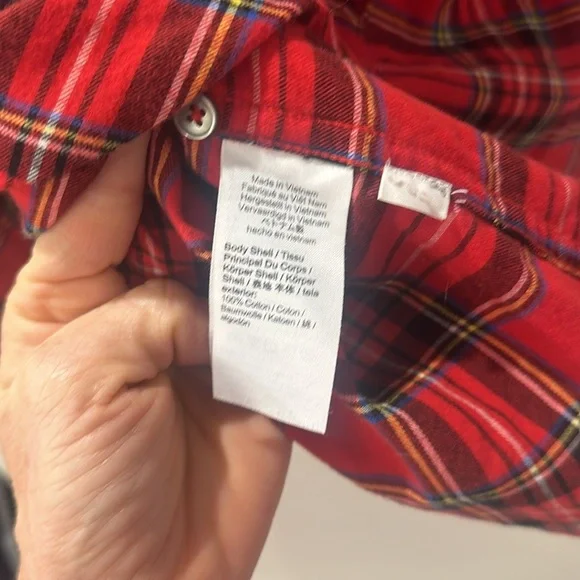 Made in Vietnam
Fabriqué au Viêt Nam
Hergestellt in Vietnam
Vervaardigd in Vietnam
ベトナム製
hecho en vietnam
Body Shell / Tissu
Principal Du Corps /
Körper Shell / Körper
Shell / 表地 本体 / tela
exterior:
100% Cotton / Coton /
Baumwolle / Katoen / 綿 /
algodón